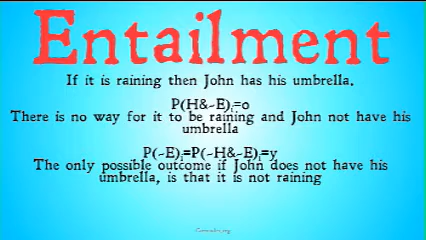 Entailment
If it is raining then John has his umbrella.
P(H&~E)ᵢ=0
There is no way for it to be raining and John not have his
umbrella
P(~E)ᵢ=P(~H&~E)ᵢ=y
The only possible outcome if John does not have his
umbrella, is that it is not raining